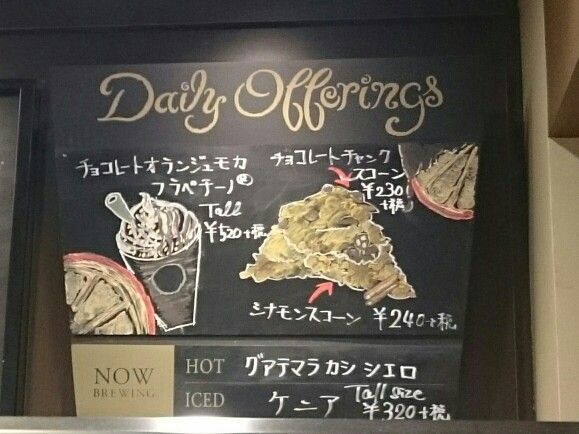 Daily Offerings
チョコレートオランジュモカ
フラペチーノ®
Tall
¥520+税
チョコレートチャンク
スコーン
¥230
+税
シナモンスコーン ¥240+税
NOW
BREWING
HOT グアテマラ カシ シエロ
ICED ケニア Tall size
¥320+税